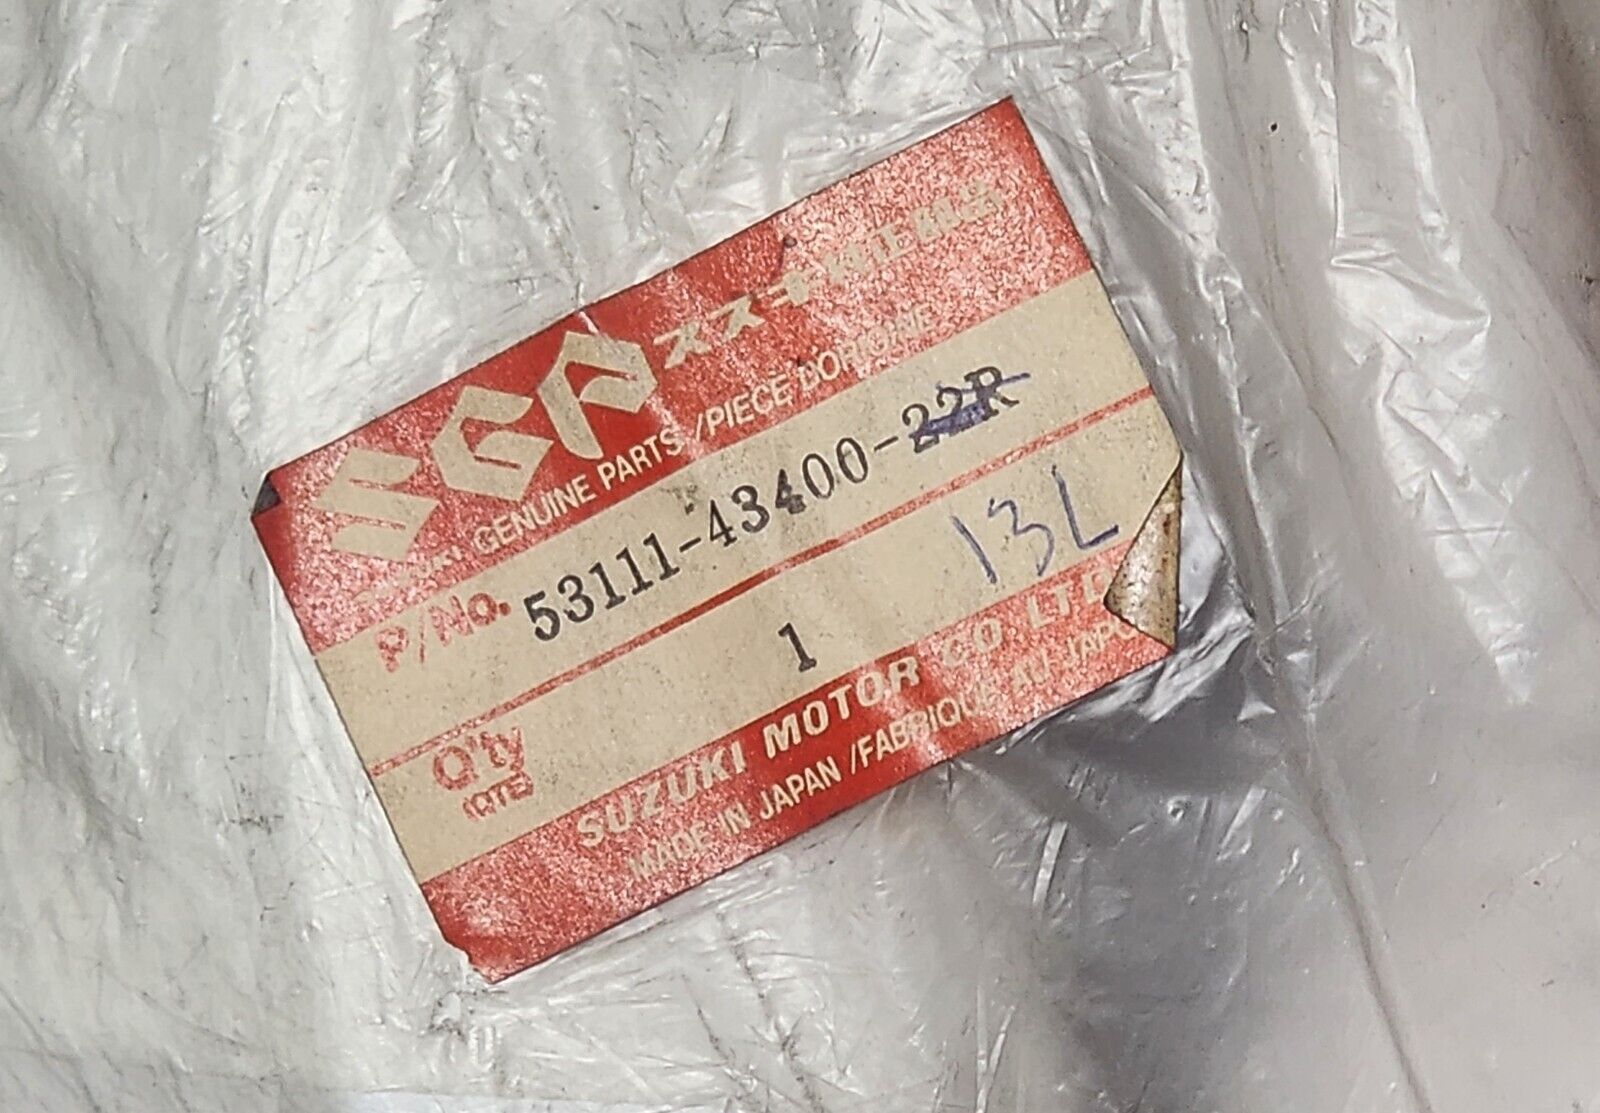 SGP スズキ純正部品
GENUINE PARTS /PIECE D'ORIGINE
P/No. 53111-43400-22R
13L
Q'ty 1
(QTE)
SUZUKI MOTOR CO. LTD.
MADE IN JAPAN /FABRIQUE AU JAPON